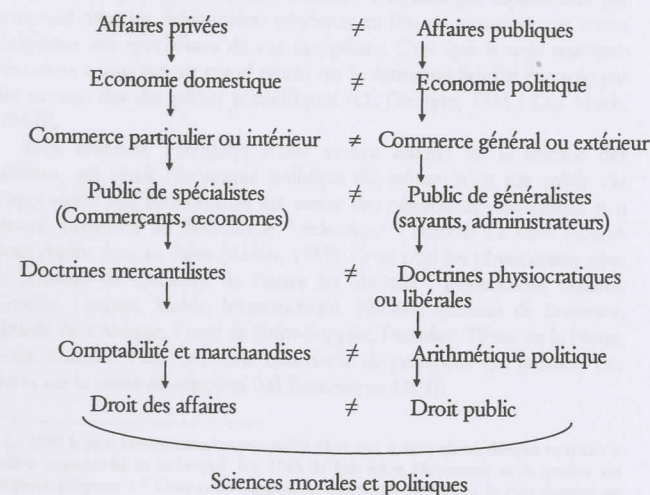 Affaires privées ≠ Affaires publiques
Economie domestique ≠ Economie politique
Commerce particulier ou intérieur ≠ Commerce général ou extérieur
Public de spécialistes ≠ Public de généralistes
(Commerçants, œconomes) (sayants, administrateurs)
Doctrines mercantilistes ≠ Doctrines physiocratiques
ou libérales
Comptabilité et marchandises ≠ Arithmétique politique
Droit des affaires ≠ Droit public
Sciences morales et politiques